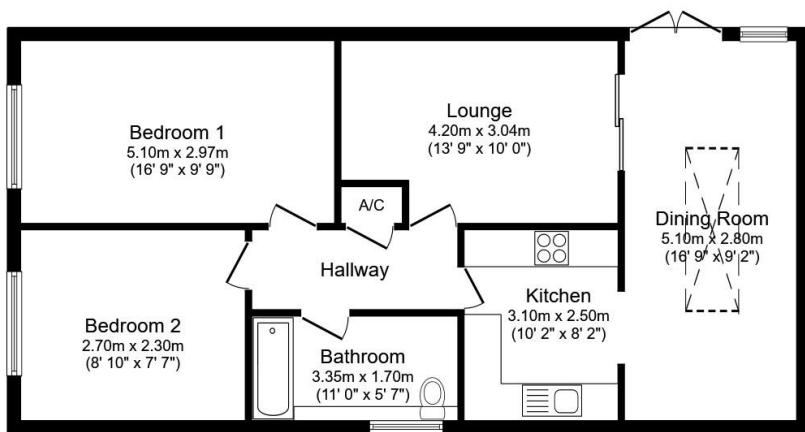 Bedroom 1
5.10m x 2.97m
(16' 9" x 9' 9")
Lounge
4.20m x 3.04m
(13' 9" x 10' 0")
A/C
Dining Room
5.10m x 2.80m
(16' 9" x 9' 2")
Hallway
Kitchen
3.10m x 2.50m
(10' 2" x 8' 2")
Bedroom 2
2.70m x 2.30m
(8' 10" x 7' 7")
Bathroom
3.35m x 1.70m
(11' 0" x 5' 7")